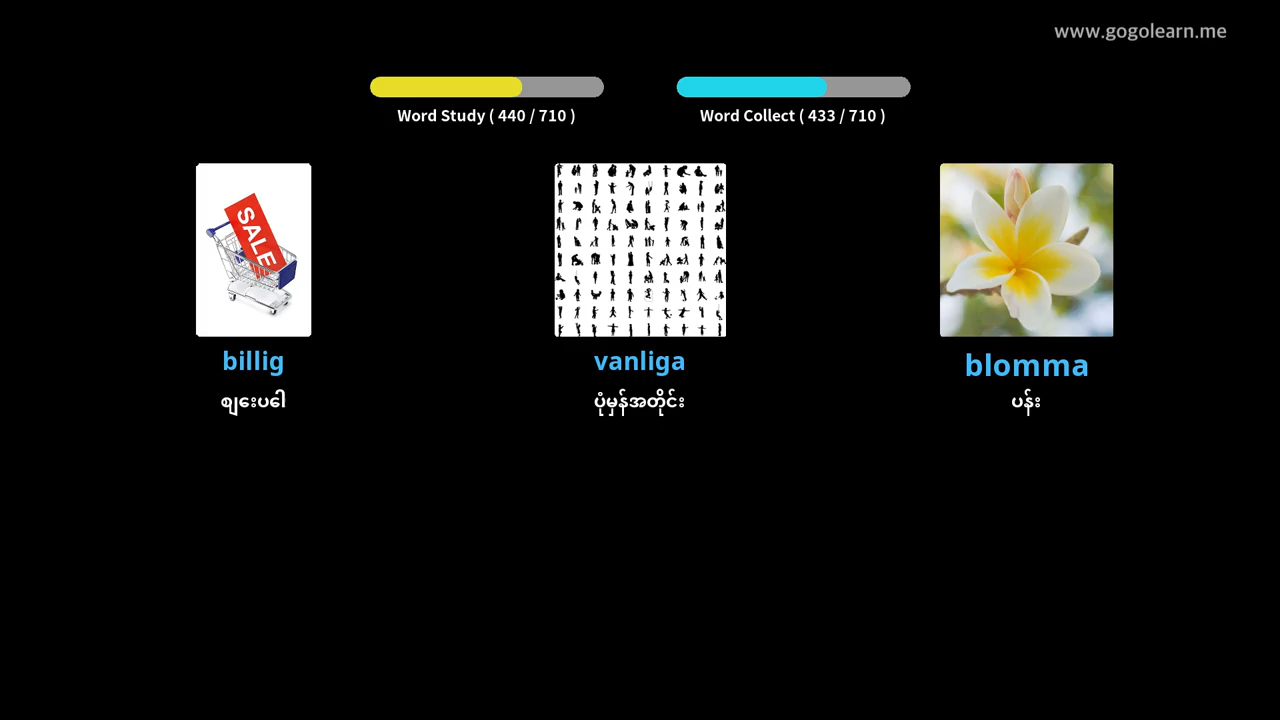 www.gogolearn.me
Word Study ( 440 / 710 )
Word Collect ( 433 / 710 )
SALE
billig
vanliga
blomma
ဈေးပေါ
ပုံမှန်အတိုင်း
ပန်း